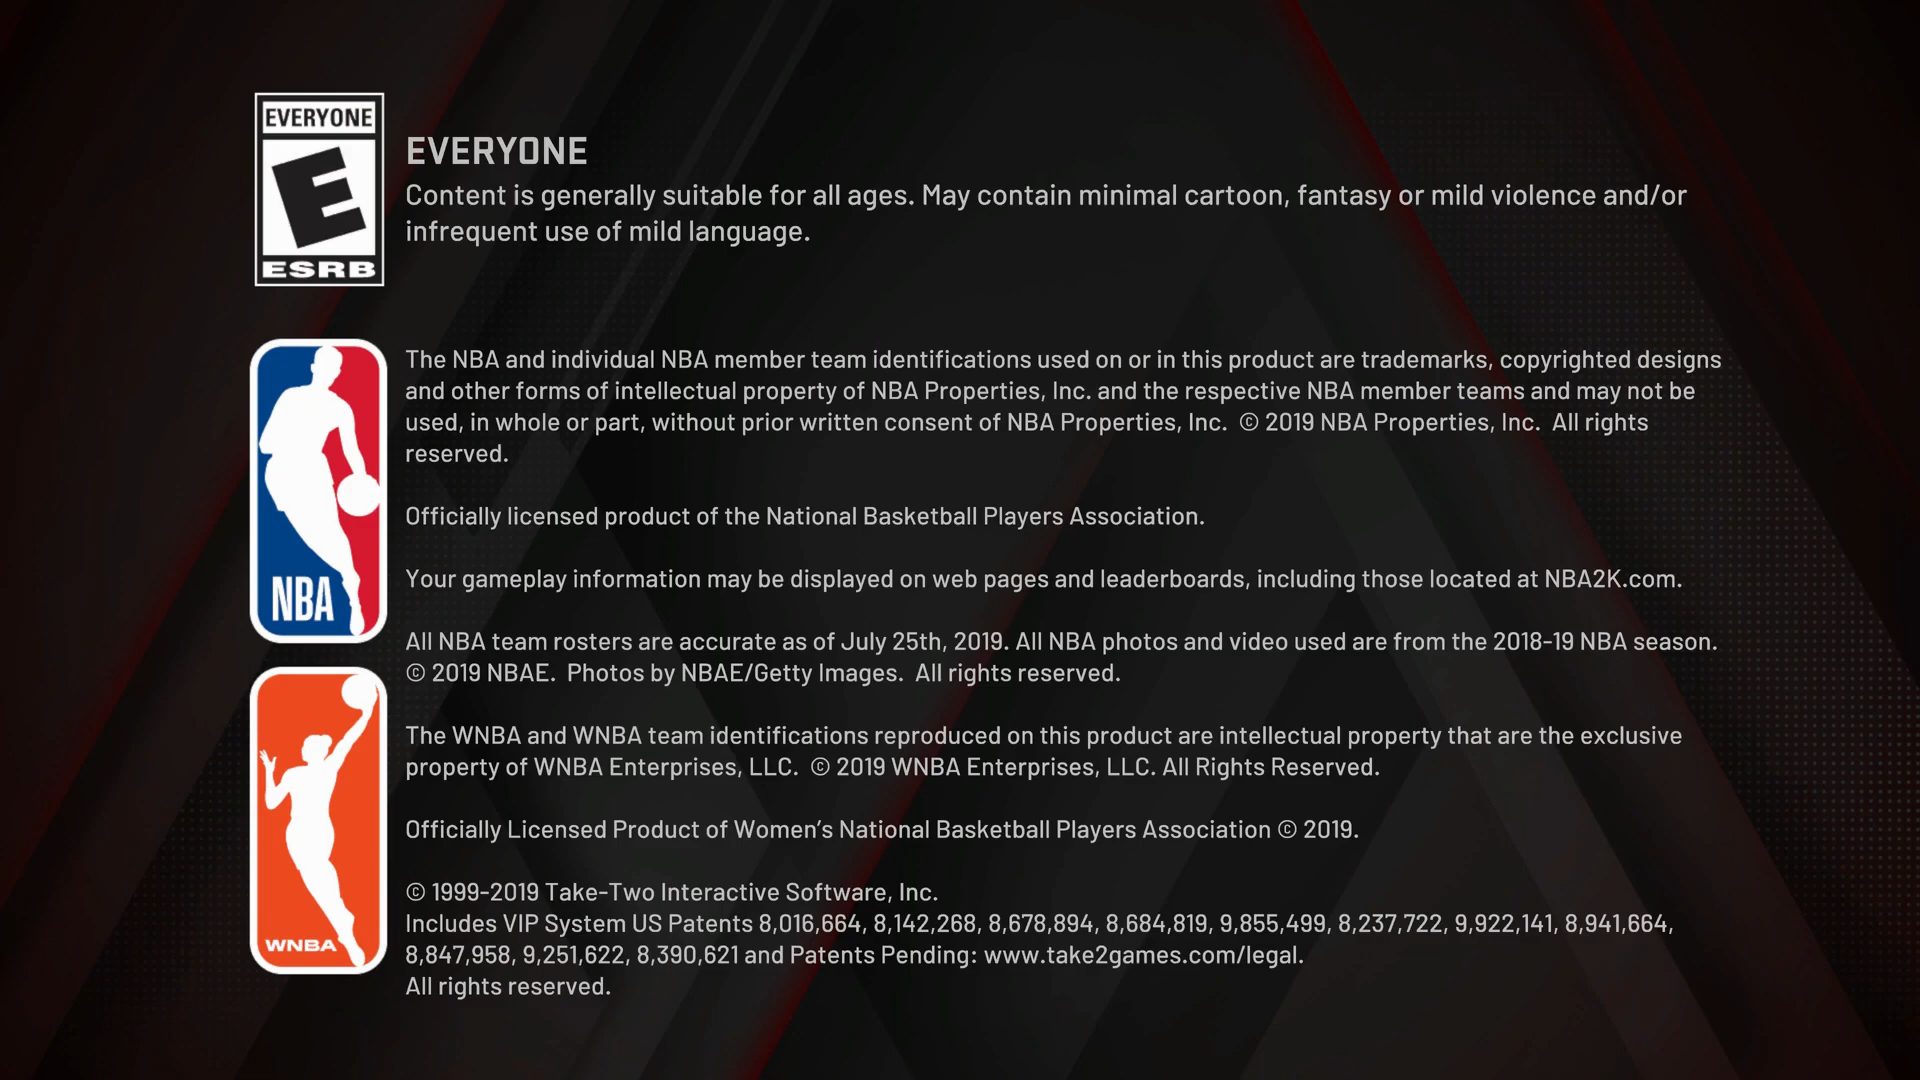 EVERYONE
E
ESRB
EVERYONE
Content is generally suitable for all ages. May contain minimal cartoon, fantasy or mild violence and/or
infrequent use of mild language.
NBA
The NBA and individual NBA member team identifications used on or in this product are trademarks, copyrighted designs
and other forms of intellectual property of NBA Properties, Inc. and the respective NBA member teams and may not be
used, in whole or part, without prior written consent of NBA Properties, Inc.  © 2019 NBA Properties, Inc.  All rights
reserved.
Officially licensed product of the National Basketball Players Association.
Your gameplay information may be displayed on web pages and leaderboards, including those located at NBA2K.com.
All NBA team rosters are accurate as of July 25th, 2019. All NBA photos and video used are from the 2018-19 NBA season.
© 2019 NBAE.  Photos by NBAE/Getty Images.  All rights reserved.
WNBA
The WNBA and WNBA team identifications reproduced on this product are intellectual property that are the exclusive
property of WNBA Enterprises, LLC.  © 2019 WNBA Enterprises, LLC. All Rights Reserved.
Officially Licensed Product of Women's National Basketball Players Association © 2019.
© 1999-2019 Take-Two Interactive Software, Inc.
Includes VIP System US Patents 8,016,664, 8,142,268, 8,678,894, 8,684,819, 9,855,499, 8,237,722, 9,922,141, 8,941,664,
8,847,958, 9,251,622, 8,390,621 and Patents Pending: www.take2games.com/legal.
All rights reserved.